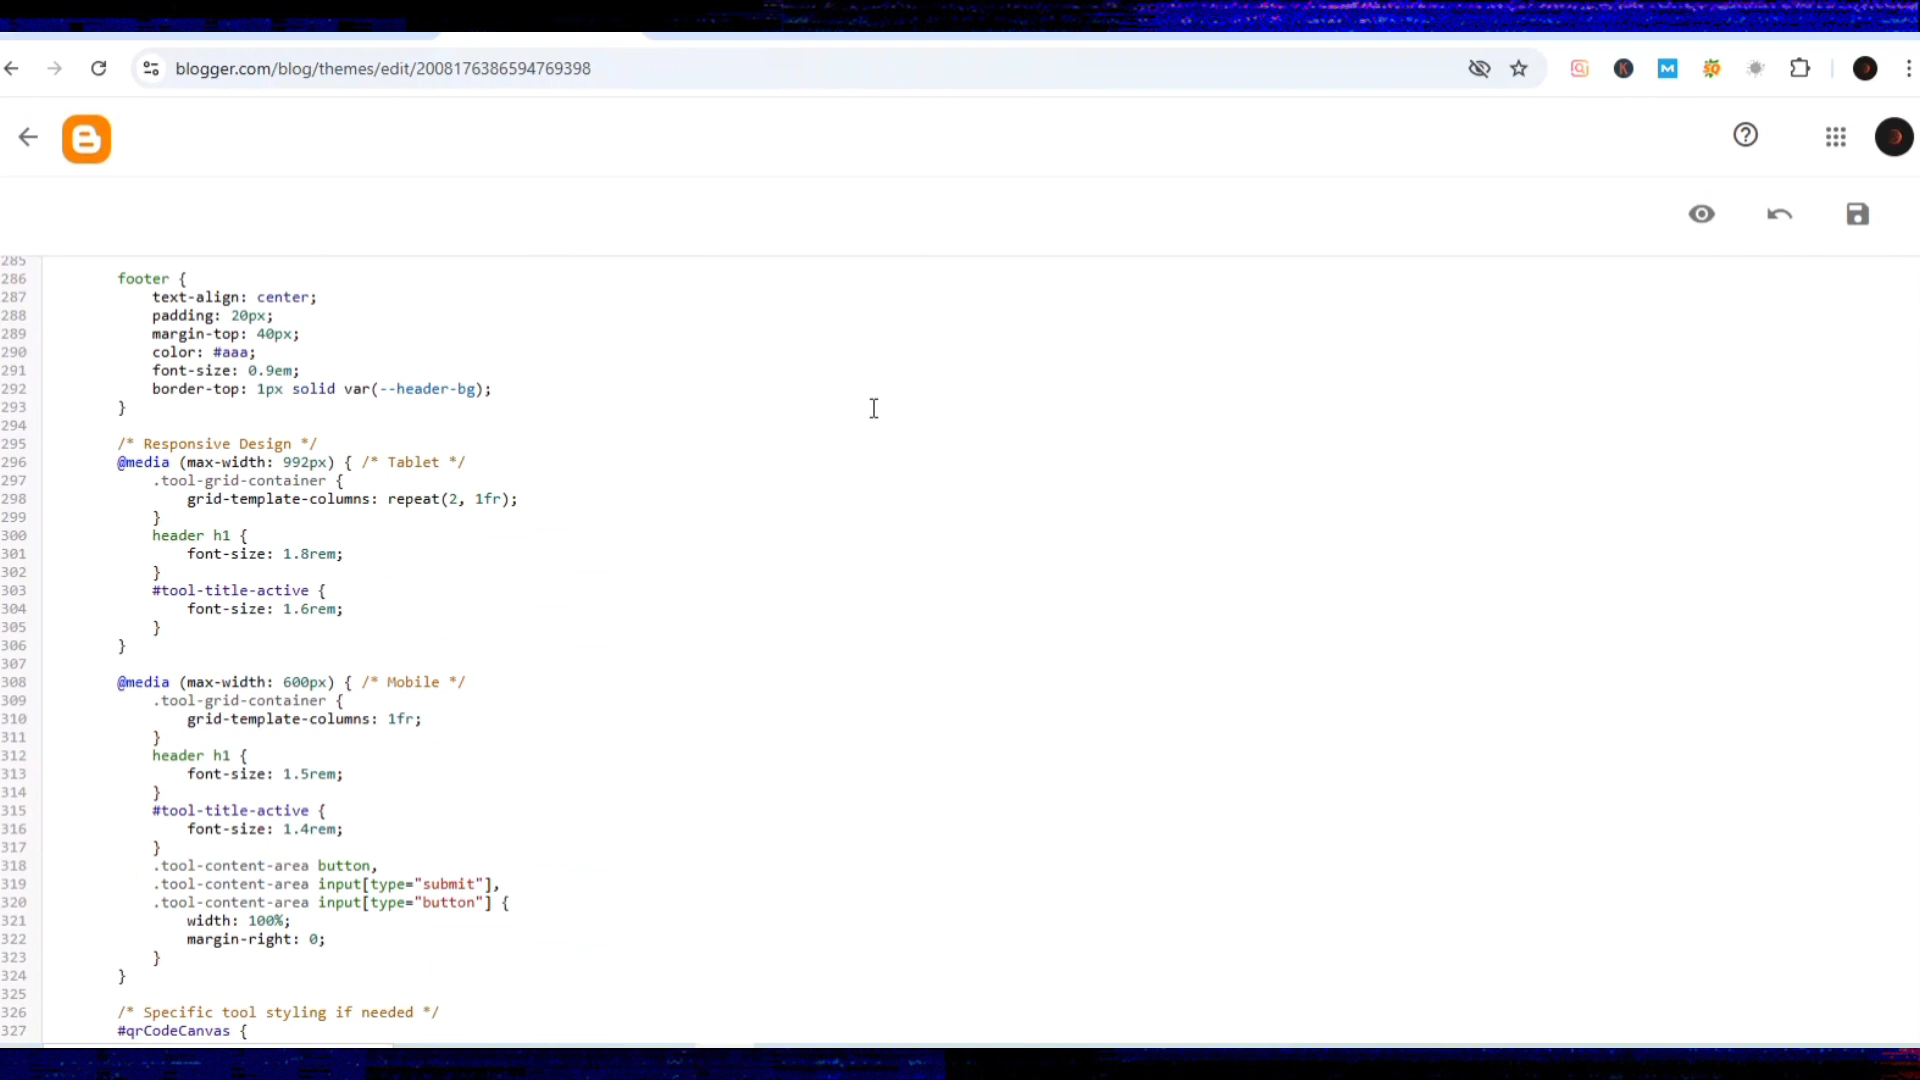 blogger.com/blog/themes/edit/2008176386594769398
285
286 footer {
287 text-align: center;
288 padding: 20px;
289 margin-top: 40px;
290 color: #aaa;
291 font-size: 0.9em;
292 border-top: 1px solid var(--header-bg);
293 }
294
295 /* Responsive Design */
296 @media (max-width: 992px) { /* Tablet */
297 .tool-grid-container {
298 grid-template-columns: repeat(2, 1fr);
299 }
300 header h1 {
301 font-size: 1.8rem;
302 }
303 #tool-title-active {
304 font-size: 1.6rem;
305 }
306 }
307
308 @media (max-width: 600px) { /* Mobile */
309 .tool-grid-container {
310 grid-template-columns: 1fr;
311 }
312 header h1 {
313 font-size: 1.5rem;
314 }
315 #tool-title-active {
316 font-size: 1.4rem;
317 }
318 .tool-content-area button,
319 .tool-content-area input[type="submit"],
320 .tool-content-area input[type="button"] {
321 width: 100%;
322 margin-right: 0;
323 }
324 }
325
326 /* Specific tool styling if needed */
327 #qrCodeCanvas {